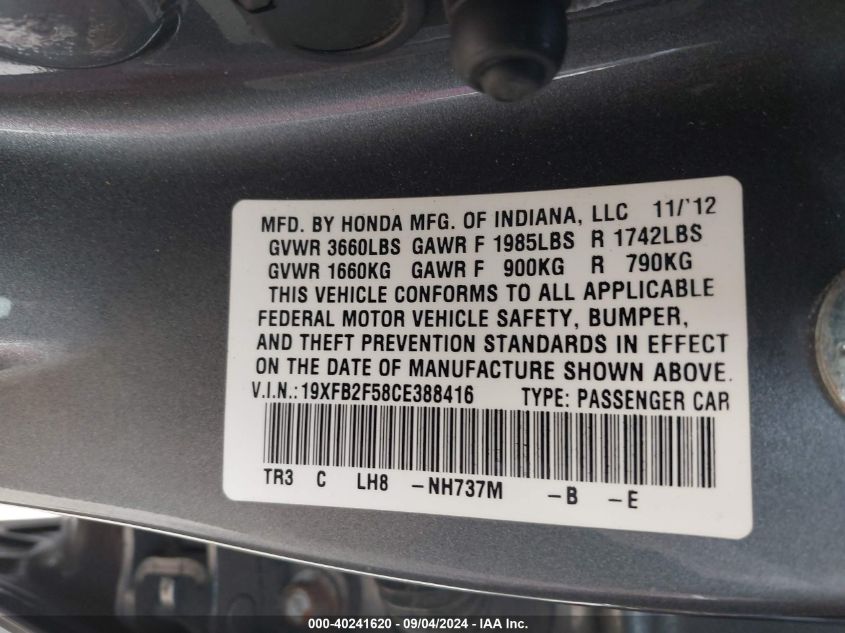 MFD. BY HONDA MFG. OF INDIANA, LLC 11/'12
GVWR 3660LBS GAWR F 1985LBS R 1742LBS
GVWR 1660KG GAWR F 900KG R 790KG
THIS VEHICLE CONFORMS TO ALL APPLICABLE
FEDERAL MOTOR VEHICLE SAFETY, BUMPER,
AND THEFT PREVENTION STANDARDS IN EFFECT
ON THE DATE OF MANUFACTURE SHOWN ABOVE.
V.I.N.: 19XFB2F58CE388416 TYPE: PASSENGER CAR
TR3 C LH8 -NH737M -B -E
000-40241620 - 09/04/2024 - IAA Inc.